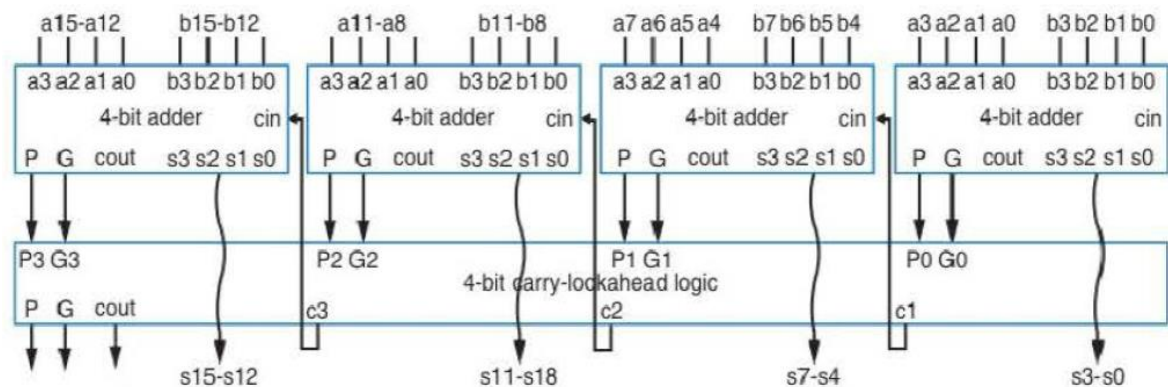 a15-a12 b15-b12 a11-a8 b11-b8 a7 a6 a5 a4 b7 b6 b5 b4 a3 a2 a1 a0 b3 b2 b1 b0
a3 a2 a1 a0 b3 b2 b1 b0 a3 a2 a1 a0 b3 b2 b1 b0 a3 a2 a1 a0 b3 b2 b1 b0 a3 a2 a1 a0 b3 b2 b1 b0
4-bit adder cin 4-bit adder cin 4-bit adder cin 4-bit adder cin
P G cout s3 s2 s1 s0 P G cout s3 s2 s1 s0 P G cout s3 s2 s1 s0 P G cout s3 s2 s1 s0
P3 G3 P2 G2 P1 G1 P0 G0
4-bit carry-lookahead logic
P G cout c3 c2 c1
s15-s12 s11-s18 s7-s4 s3-s0